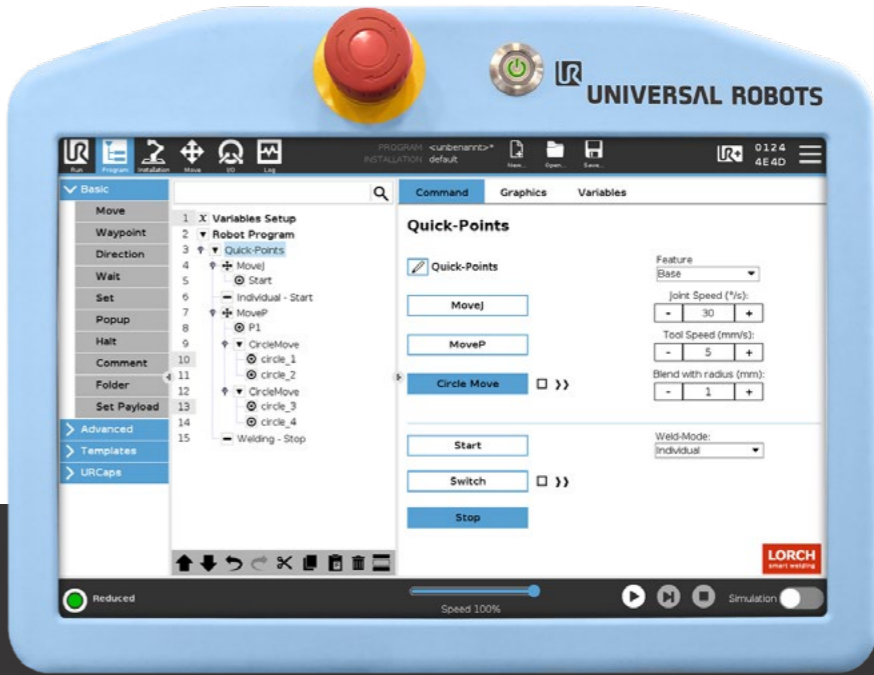 UR
UNIVERSAL ROBOTS
UR
Run
Program
Installation
Move
I/O
Log
PROGRAM <unbenannt>*
INSTALLATION default
New...
Open...
Save...
UR+
0124
4E4D
Basic
Move
Waypoint
Direction
Wait
Set
Popup
Halt
Comment
Folder
Set Payload
Advanced
Templates
URCaps
1 X Variables Setup
2 Robot Program
3 Quick-Points
4 MoveJ
5 Start
6 Individual - Start
7 MoveP
8 P1
9 CircleMove
10 circle_1
11 circle_2
12 CircleMove
13 circle_3
14 circle_4
15 Welding - Stop
Command Graphics Variables
Quick-Points
Quick-Points
MoveJ
MoveP
Circle Move >>
Feature
Base
Joint Speed (°/s):
- 30 +
Tool Speed (mm/s):
- 5 +
Blend with radius (mm):
- 1 +
Start
Switch >>
Stop
Weld-Mode:
Individual
LORCH
smart welding
Reduced
Speed 100%
Simulation